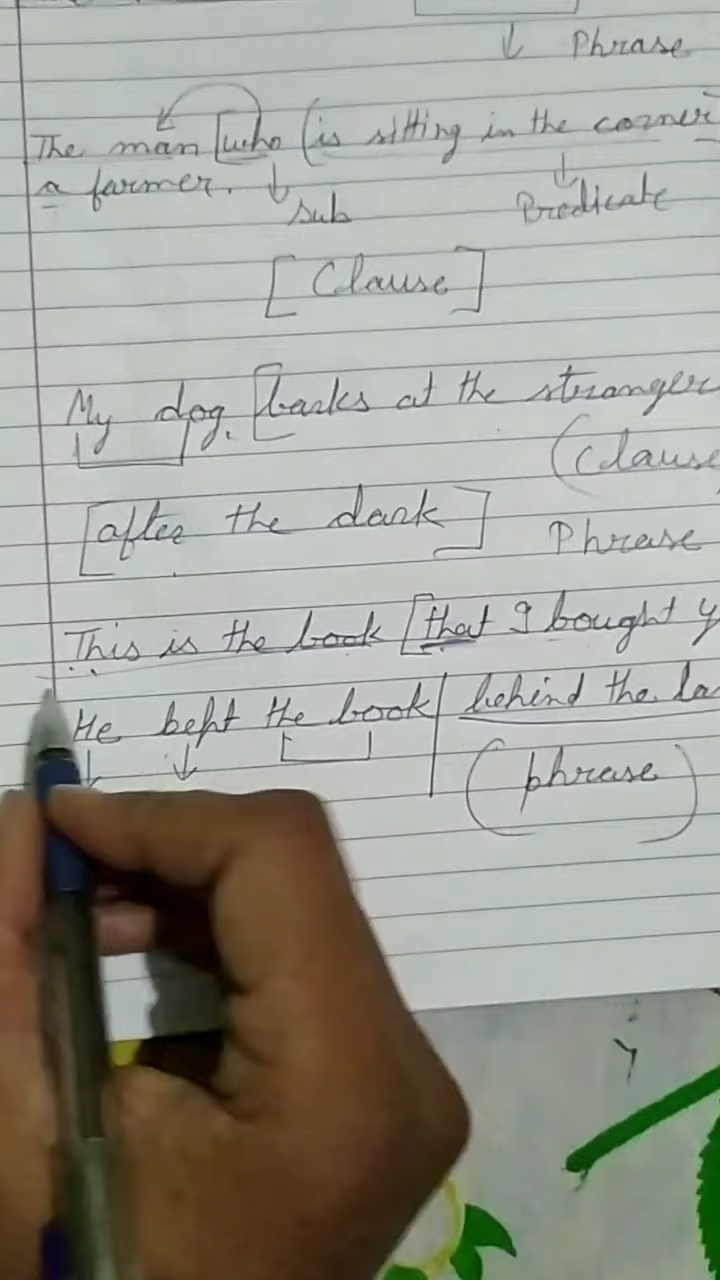 Phrase
The man [who (is sitting in the corner
a farmer.
sub
Predicate
[Clause]
My dog. [barks at the stranger
(Clause
[after the dark]
Phrase
This is the book [that I bought y
He kept the book behind the la
(phrase)